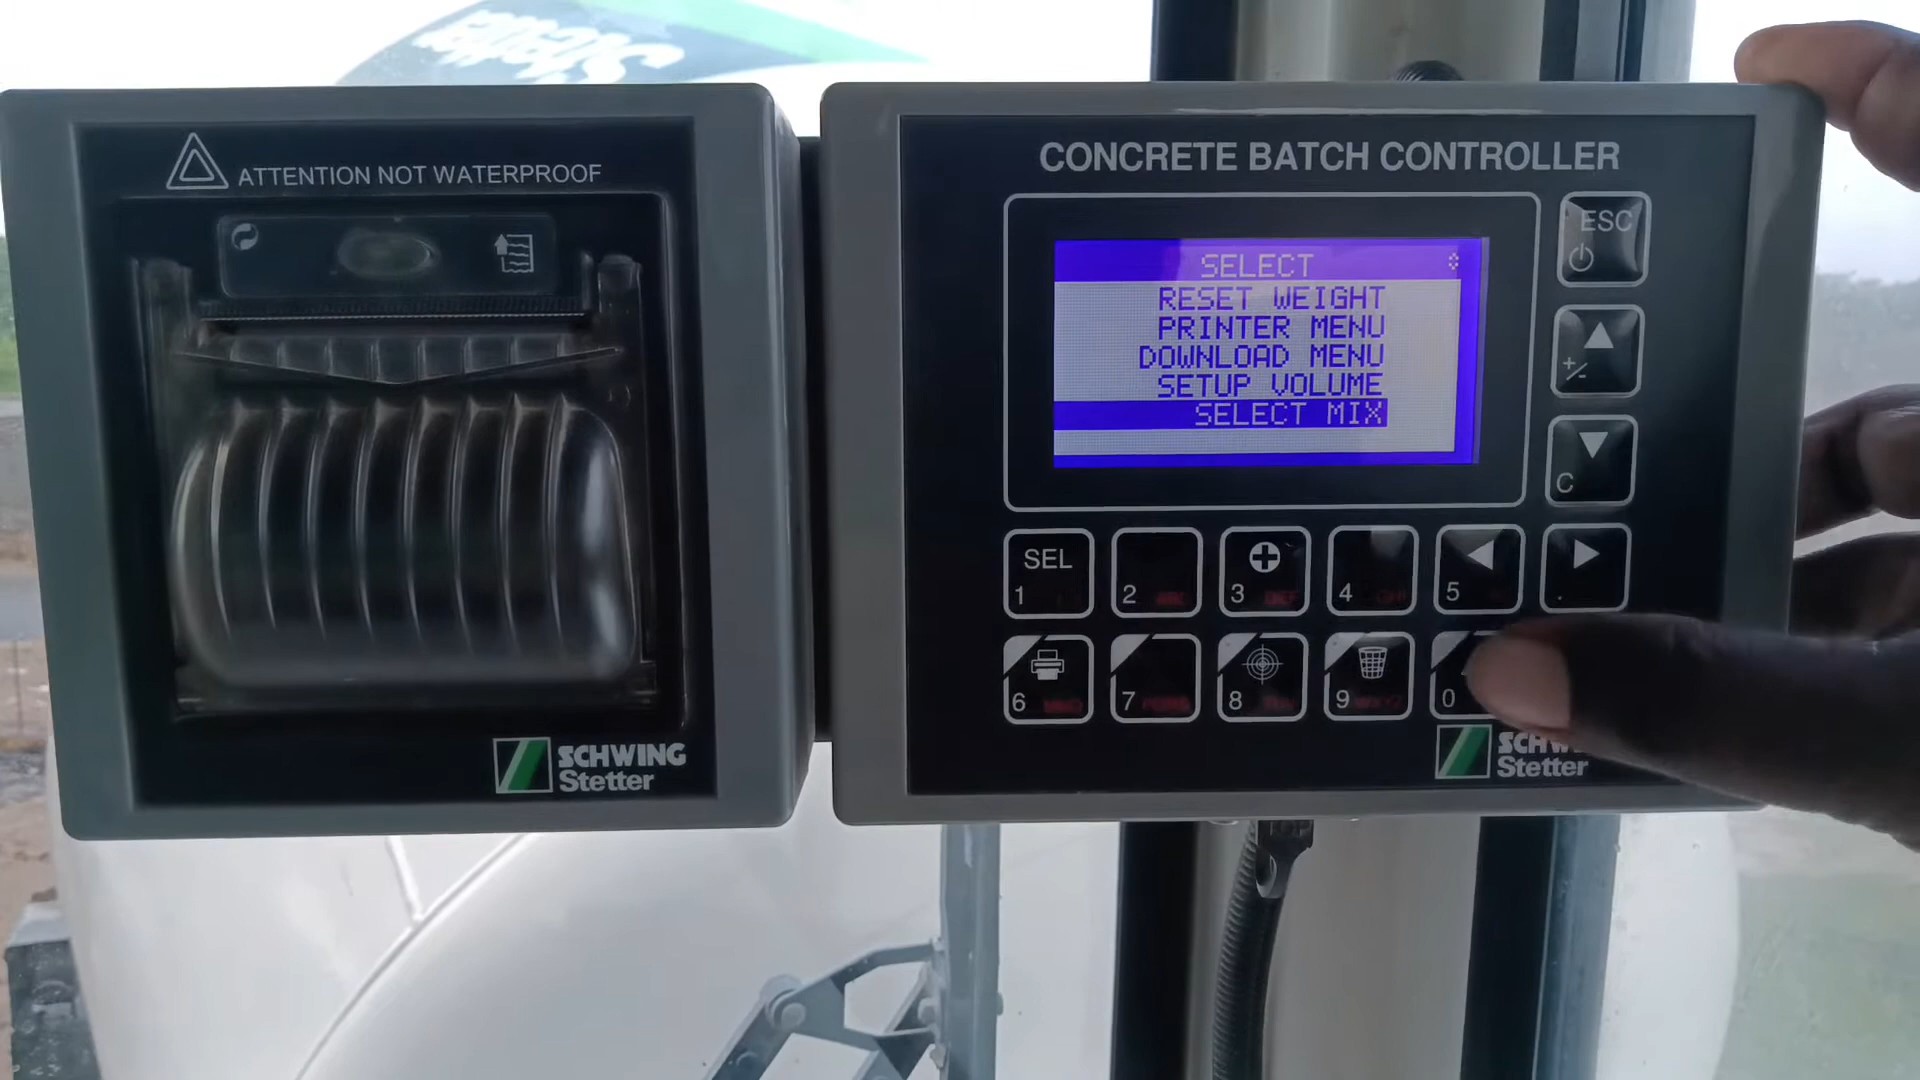 Stetter
ATTENTION NOT WATERPROOF
SCHWING
Stetter
CONCRETE BATCH CONTROLLER
SELECT
RESET WEIGHT
PRINTER MENU
DOWNLOAD MENU
SETUP VOLUME
SELECT MIX
ESC
+/-
C
SEL
1
2
3
4
5
.
6
7
8
9
0
Stetter